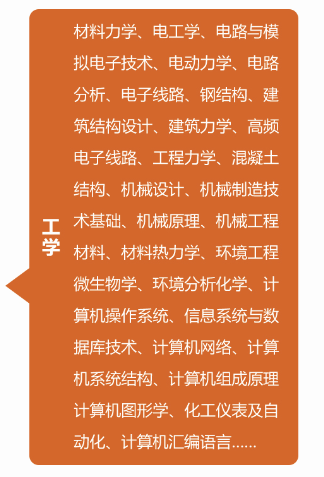 工学
材料力学、电工学、电路与模
拟电子技术、电动力学、电路
分析、电子线路、钢结构、建
筑结构设计、建筑力学、高频
电子线路、工程力学、混凝土
结构、机械设计、机械制造技
术基础、机械原理、机械工程
材料、材料热力学、环境工程
微生物学、环境分析化学、计
算机操作系统、信息系统与数
据库技术、计算机网络、计算
机系统结构、计算机组成原理
计算机图形学、化工仪表及自
动化、计算机汇编语言......